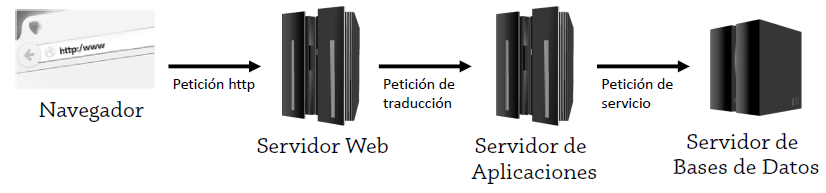 http:/www
Petición http
Petición de
traducción
Petición de
servicio
Navegador
Servidor Web
Servidor de
Aplicaciones
Servidor de
Bases de Datos